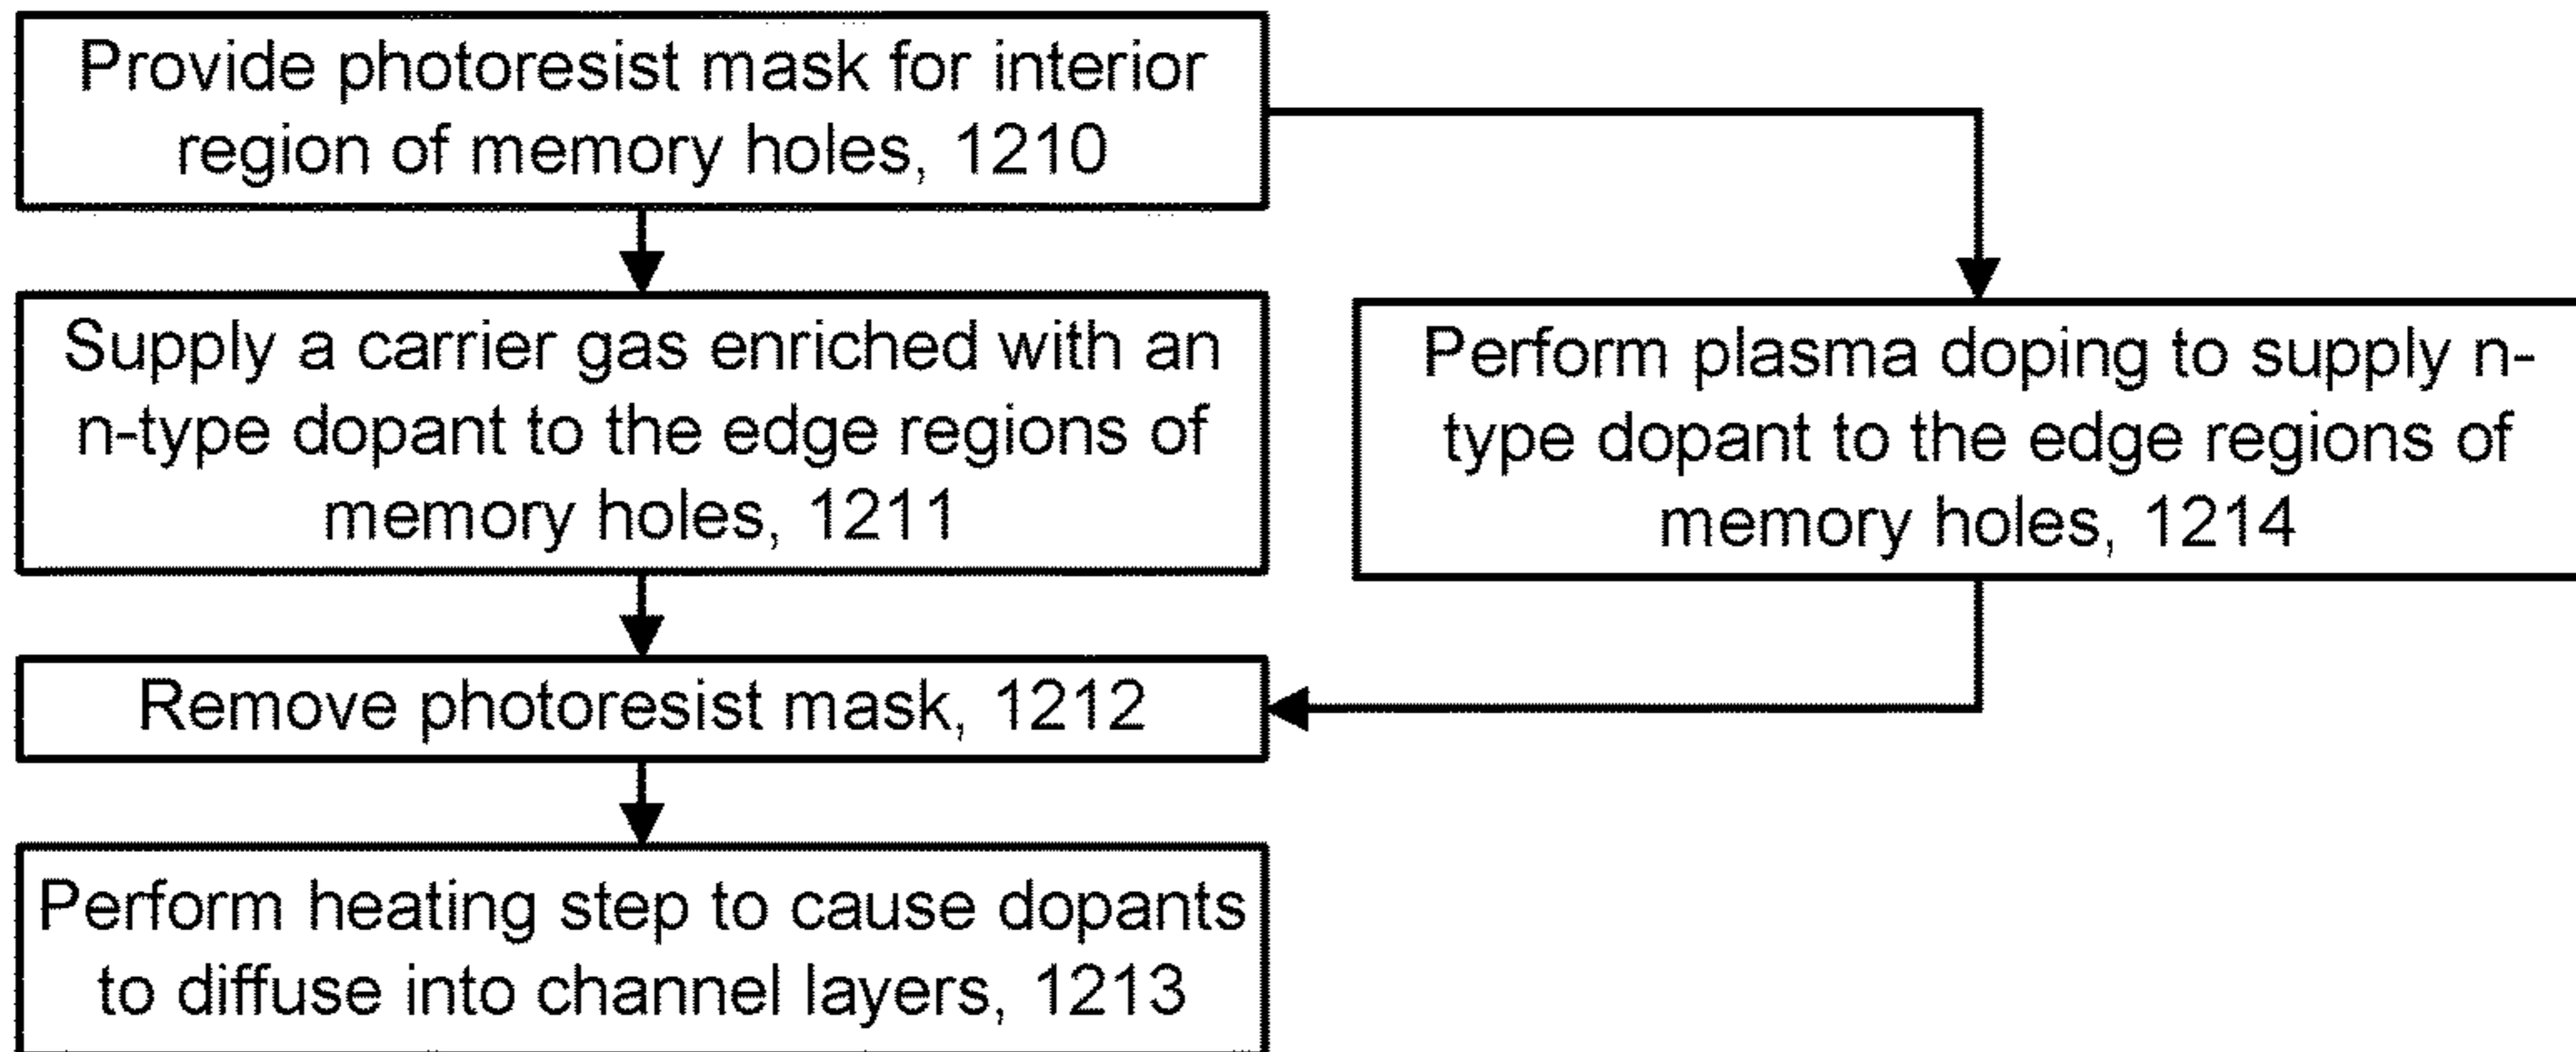 Provide photoresist mask for interior
region of memory holes, 1210
Supply a carrier gas enriched with an
n-type dopant to the edge regions of
memory holes, 1211
Perform plasma doping to supply n-
type dopant to the edge regions of
memory holes, 1214
Remove photoresist mask, 1212
Perform heating step to cause dopants
to diffuse into channel layers, 1213